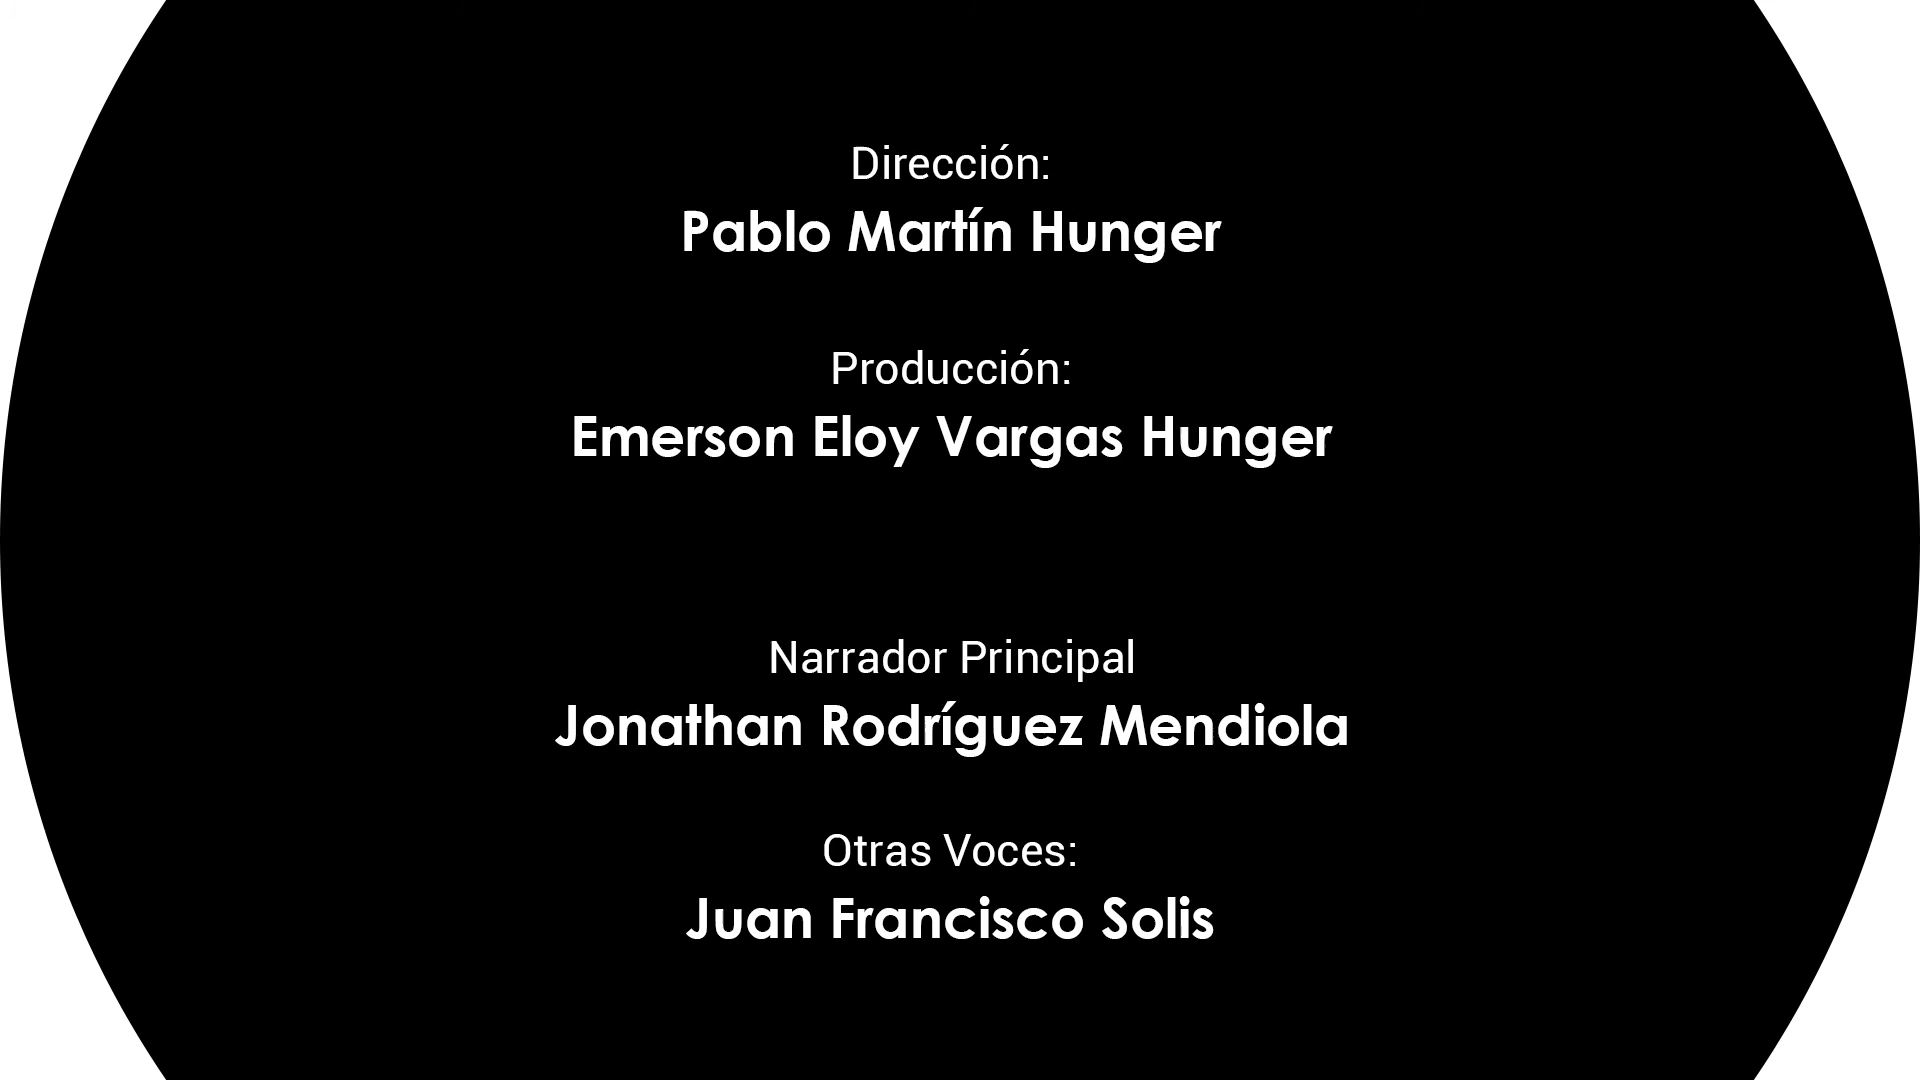 Dirección:
Pablo Martín Hunger
Producción:
Emerson Eloy Vargas Hunger
Narrador Principal
Jonathan Rodríguez Mendiola
Otras Voces:
Juan Francisco Solis